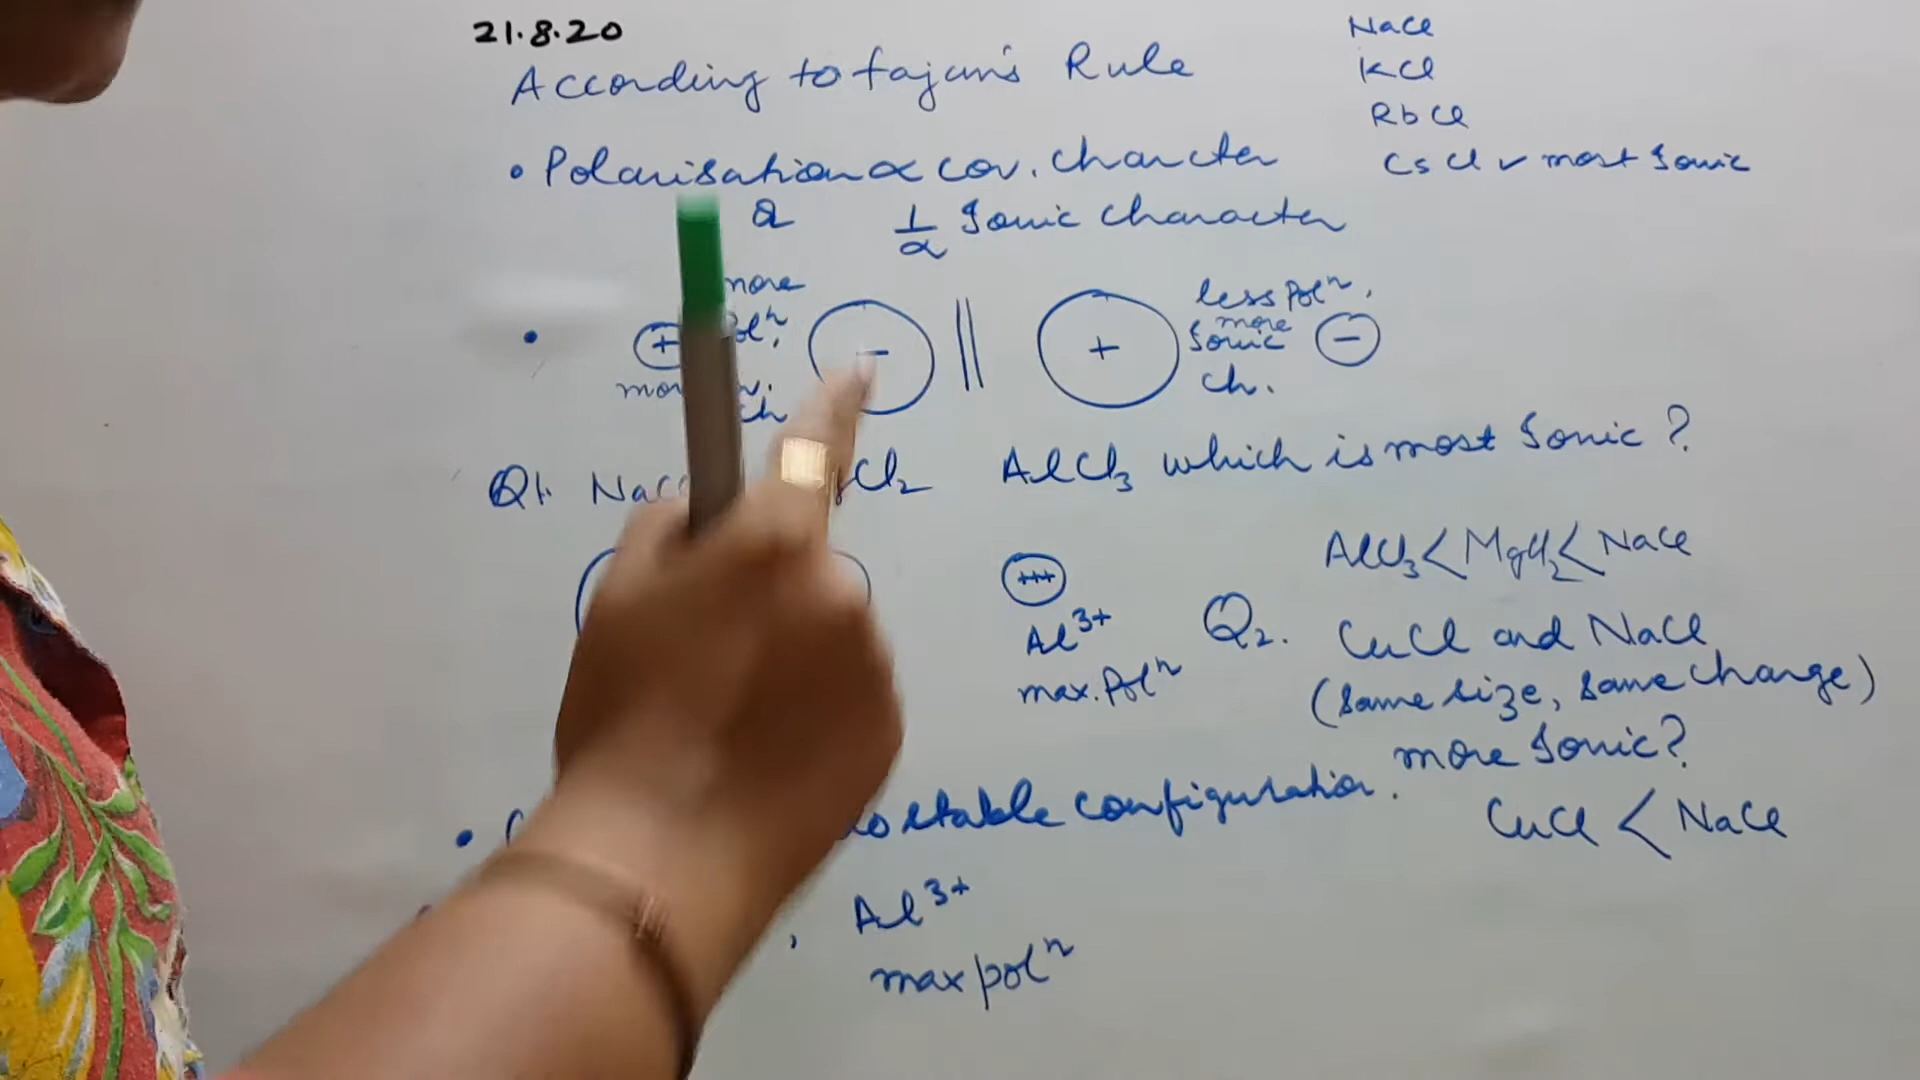 21.8.20
According to fajan's Rule
• Polarisation ∝ cov. Character
∝ 1/∝ Ionic Character
NaCl
KCl
RbCl
CsCl ✓ most Ionic
• + more − || + less Polⁿ. −
more Ionic
ch
ch.
Q1. AlCl₃ which is most Ionic?
+++
Al³⁺
max. Polⁿ
AlCl₃ < MgCl₂ < NaCl
Q2. CuCl and NaCl
(same size, same charge)
more Ionic?
CuCl < NaCl
• stable configuration.
, Al³⁺
max polⁿ